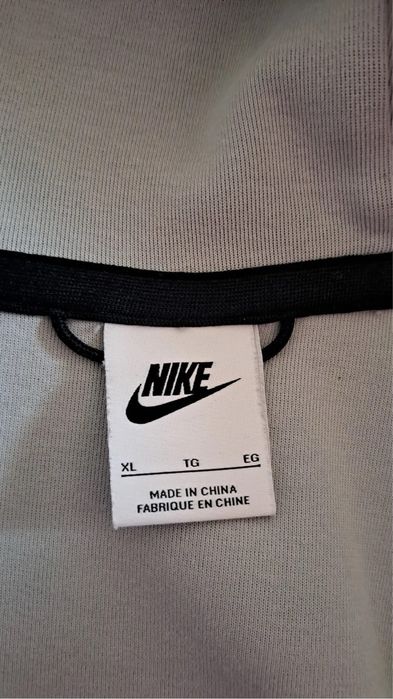 NIKE
XL TG EG
MADE IN CHINA
FABRIQUE EN CHINE